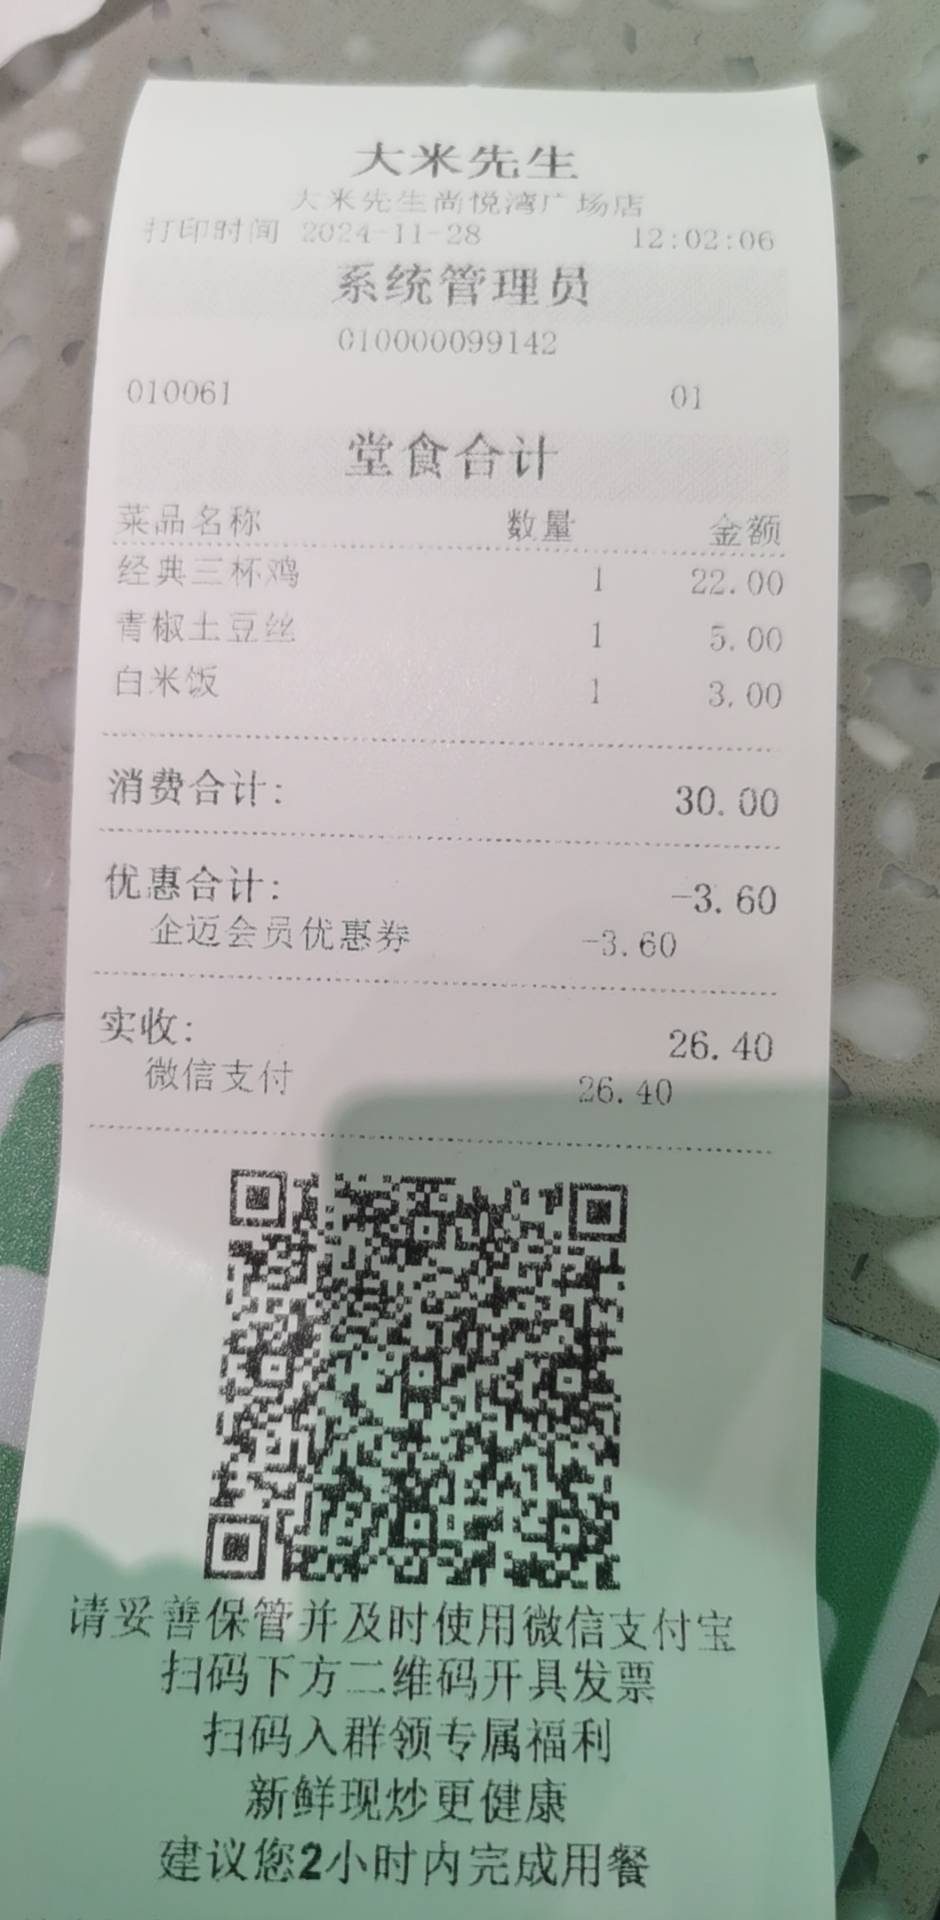 大米先生
大米先生尚悦湾广场店
打印时间 2024-11-28 12:02:06
系统管理员
010000099142
010061 01
堂食合计
菜品名称 数量 金额
经典三杯鸡 1 22.00
青椒土豆丝 1 5.00
白米饭 1 3.00
消费合计: 30.00
优惠合计: -3.60
企迈会员优惠券 -3.60
实收: 26.40
微信支付 26.40
请妥善保管并及时使用微信支付宝
扫码下方二维码开具发票
扫码入群领专属福利
新鲜现炒更健康
建议您2小时内完成用餐